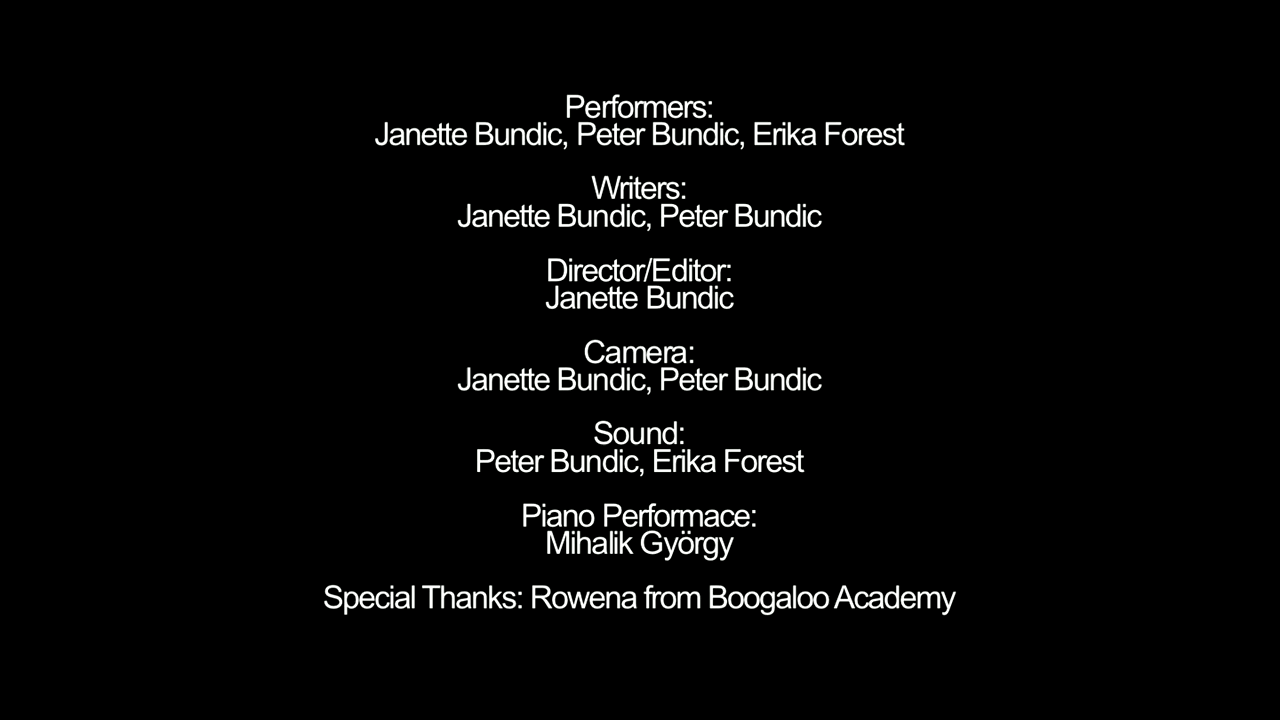 Performers:
Janette Bundic, Peter Bundic, Erika Forest
Writers:
Janette Bundic, Peter Bundic
Director/Editor:
Janette Bundic
Camera:
Janette Bundic, Peter Bundic
Sound:
Peter Bundic, Erika Forest
Piano Performace:
Mihalik György
Special Thanks: Rowena from Boogaloo Academy